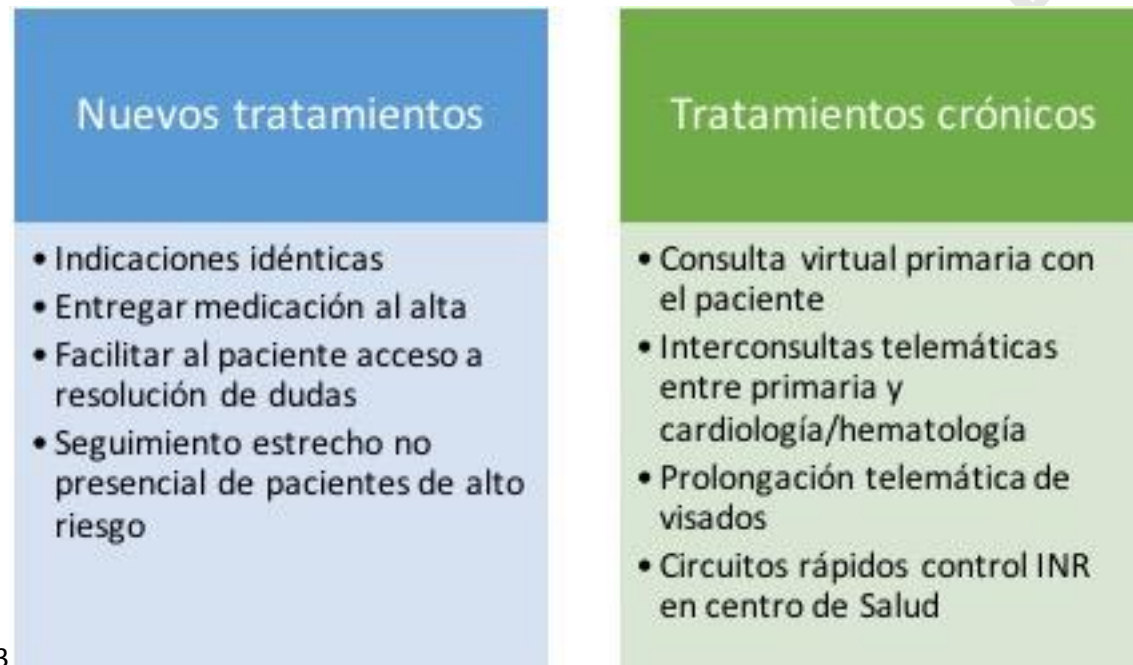 Nuevos tratamientos
• Indicaciones idénticas
• Entregar medicación al alta
• Facilitar al paciente acceso a
resolución de dudas
• Seguimiento estrecho no
presencial de pacientes de alto
riesgo
Tratamientos crónicos
• Consulta virtual primaria con
el paciente
• Interconsultas telemáticas
entre primaria y
cardiología/hematología
• Prolongación telemática de
visados
• Circuitos rápidos control INR
en centro de Salud
3